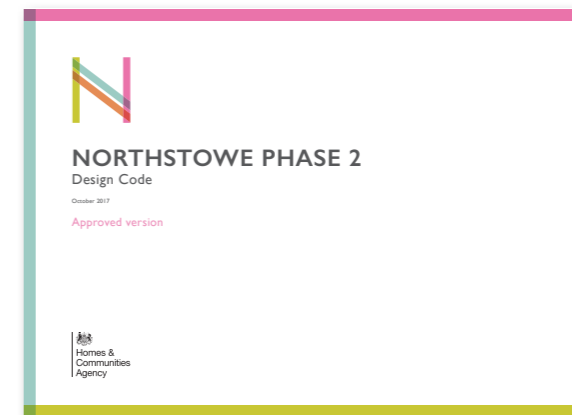 NORTHSTOWE PHASE 2
Design Code
October 2017
Approved version
Homes &
Communities
Agency